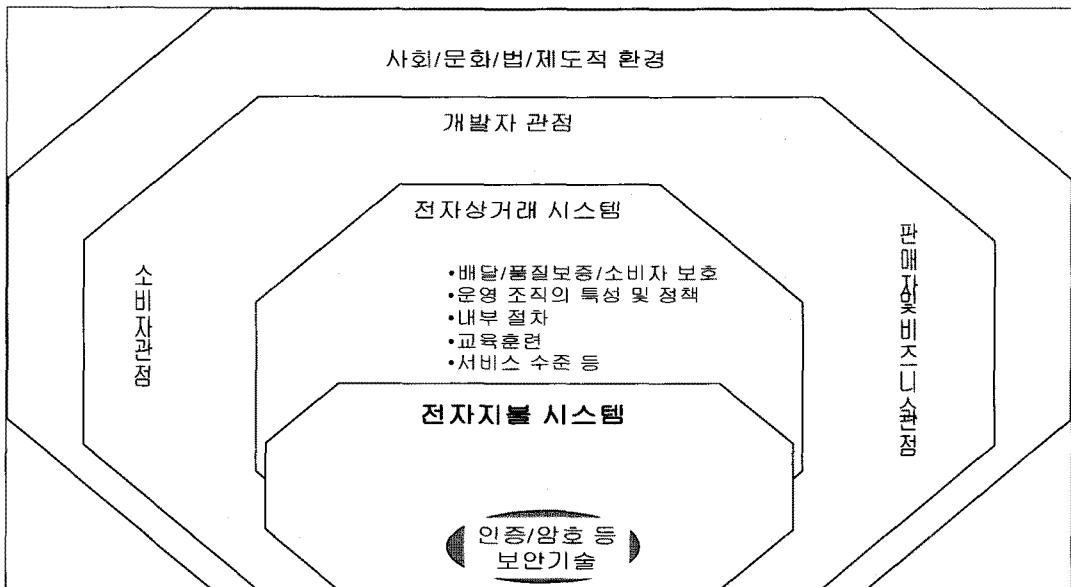 사회/문화/법/제도적 환경
개발자 관점
전자상거래 시스템
•배달/품질보증/소비자 보호
•운영 조직의 특성 및 정책
•내부 절차
•교육훈련
•서비스 수준 등
소비자관점
판매자및비즈니스관점
전자지불 시스템
인증/암호 등
보안기술